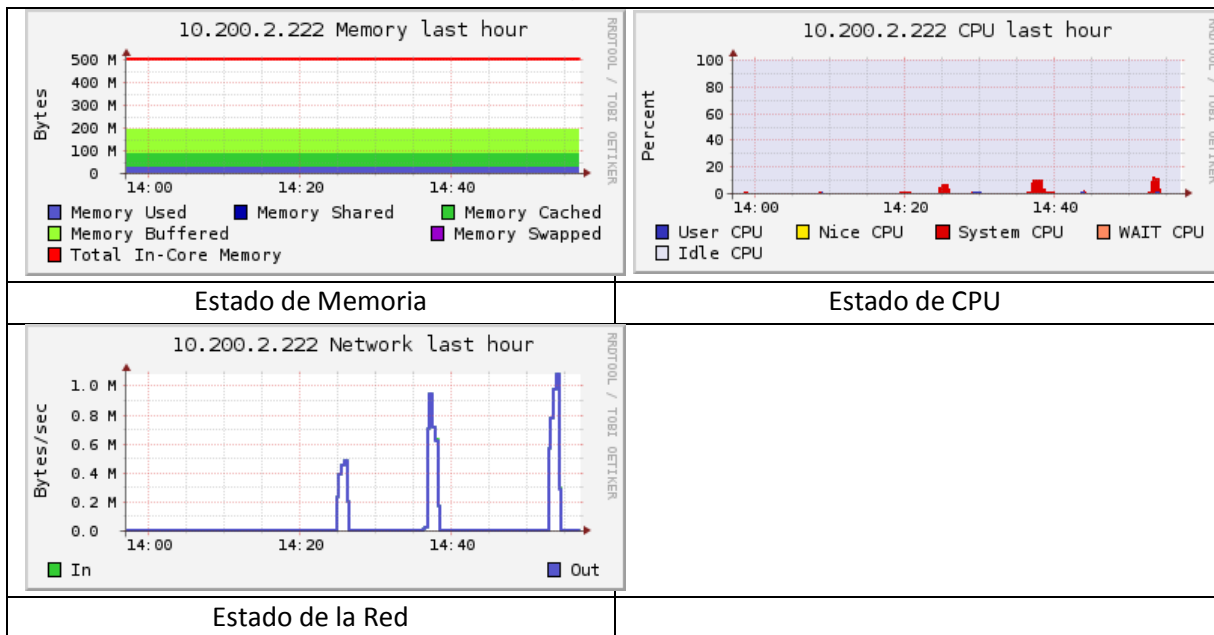 10.200.2.222 Memory last hour
RRDTOOL / TOBI OETIKER
Bytes
500 M
400 M
300 M
200 M
100 M
0
14:00 14:20 14:40
Memory Used Memory Shared Memory Cached
Memory Buffered Memory Swapped
Total In-Core Memory
10.200.2.222 CPU last hour
RRDTOOL / TOBI OETIKER
Percent
100
80
60
40
20
0
14:00 14:20 14:40
User CPU Nice CPU System CPU WAIT CPU
Idle CPU
Estado de Memoria
Estado de CPU
10.200.2.222 Network last hour
RRDTOOL / TOBI OETIKER
Bytes/sec
1.0 M
0.8 M
0.6 M
0.4 M
0.2 M
0.0
14:00 14:20 14:40
In Out
Estado de la Red